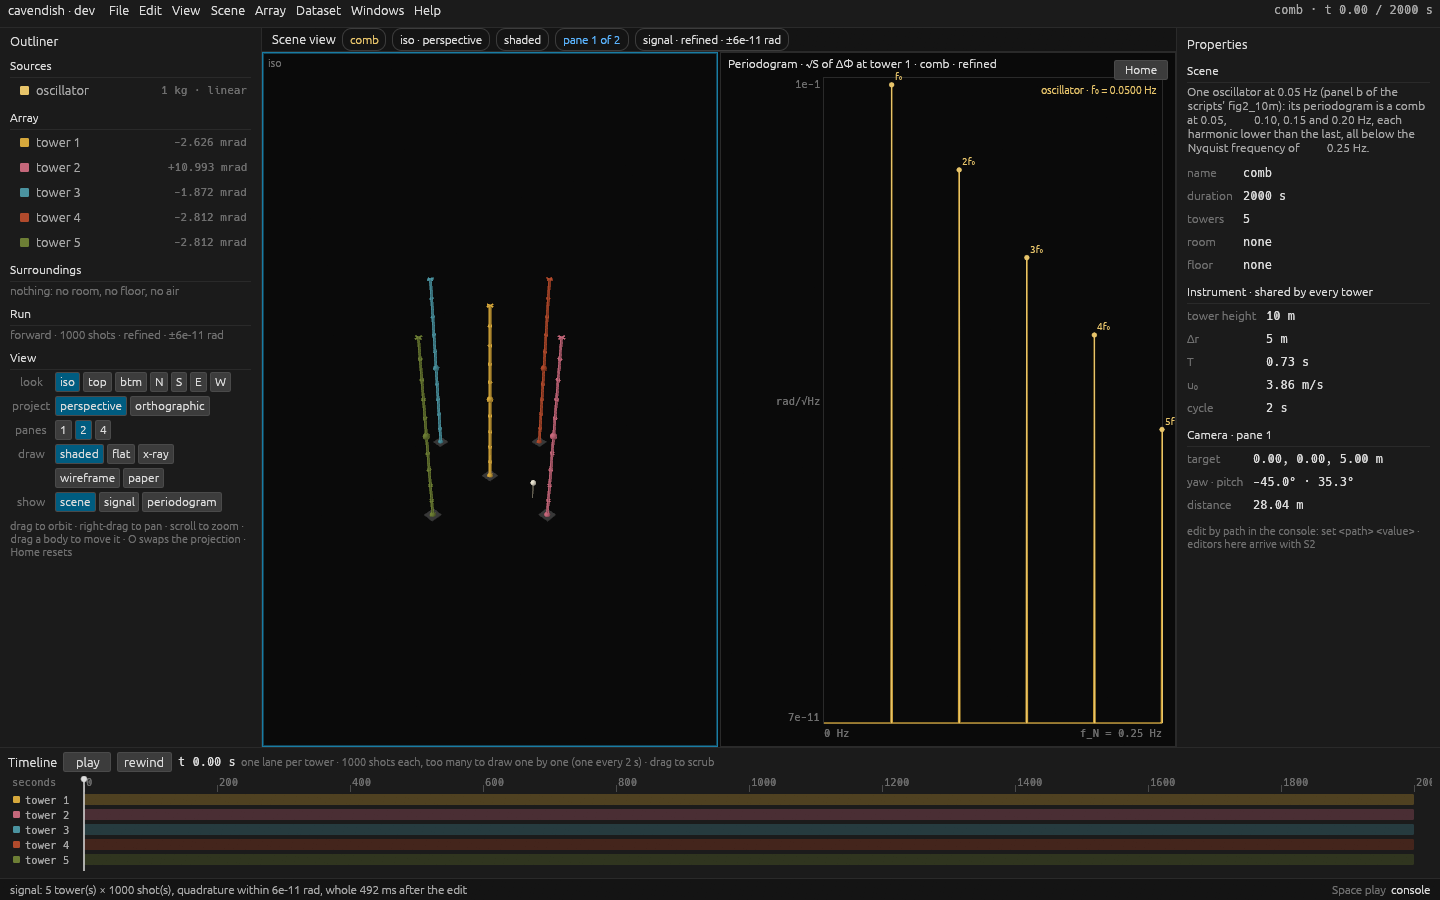 cavendish · dev File Edit View Scene Array Dataset Windows Help
comb · t 0.00 / 2000 s
Outliner
Sources
oscillator 1 kg · linear
Array
tower 1 −2.626 mrad
tower 2 +10.993 mrad
tower 3 −1.872 mrad
tower 4 −2.812 mrad
tower 5 −2.812 mrad
Surroundings
nothing: no room, no floor, no air
Run
forward · 1000 shots · refined · ±6e-11 rad
View
look iso top btm N S E W
project perspective orthographic
panes 1 2 4
draw shaded flat x-ray
wireframe paper
show scene signal periodogram
drag to orbit · right-drag to pan · scroll to zoom ·
drag a body to move it · O swaps the projection ·
Home resets
Scene view comb iso · perspective shaded pane 1 of 2 signal · refined · ±6e-11 rad
iso
Periodogram · √S of ΔΦ at tower 1 · comb · refined
Home
oscillator · f₀ = 0.0500 Hz
1e-1
rad/√Hz
7e-11
f₀
2f₀
3f₀
4f₀
5f
0 Hz
f_N = 0.25 Hz
Properties
Scene
One oscillator at 0.05 Hz (panel b of the
scripts' fig2_10m): its periodogram is a comb
at 0.05, 0.10, 0.15 and 0.20 Hz, each
harmonic lower than the last, all below the
Nyquist frequency of 0.25 Hz.
name comb
duration 2000 s
towers 5
room none
floor none
Instrument · shared by every tower
tower height 10 m
Δr 5 m
T 0.73 s
u₀ 3.86 m/s
cycle 2 s
Camera · pane 1
target 0.00, 0.00, 5.00 m
yaw · pitch −45.0° · 35.3°
distance 28.04 m
edit by path in the console: set <path> <value> ·
editors here arrive with S2
Timeline play rewind t 0.00 s one lane per tower · 1000 shots each, too many to draw one by one (one every 2 s) · drag to scrub
seconds 0 200 400 600 800 1000 1200 1400 1600 1800 200
tower 1
tower 2
tower 3
tower 4
tower 5
signal: 5 tower(s) × 1000 shot(s), quadrature within 6e-11 rad, whole 492 ms after the edit
Space play console